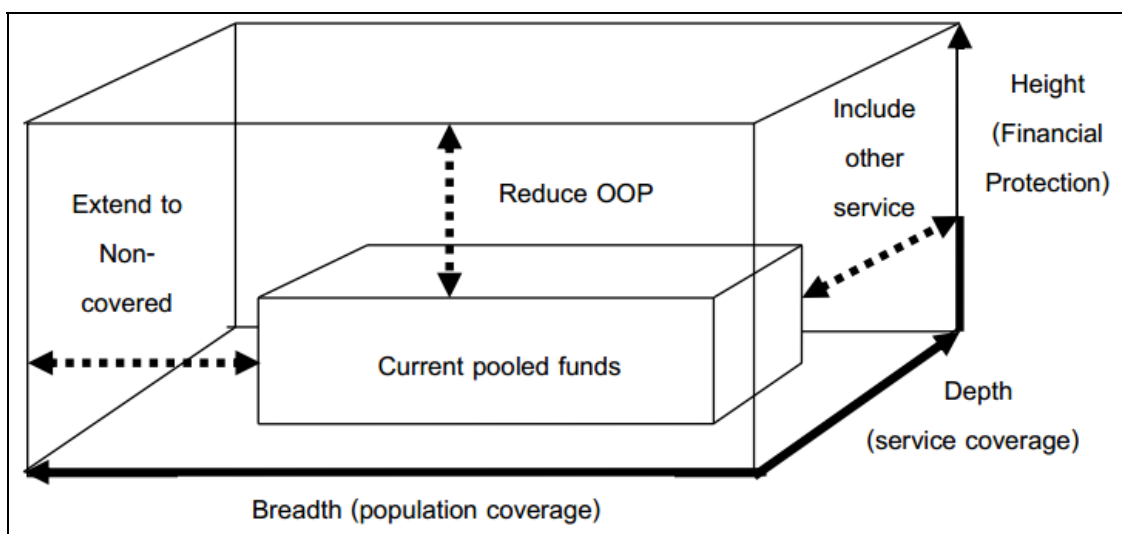 Height
(Financial
Protection)
Include
other
service
Reduce OOP
Extend to
Non-
covered
Current pooled funds
Depth
(service coverage)
Breadth (population coverage)